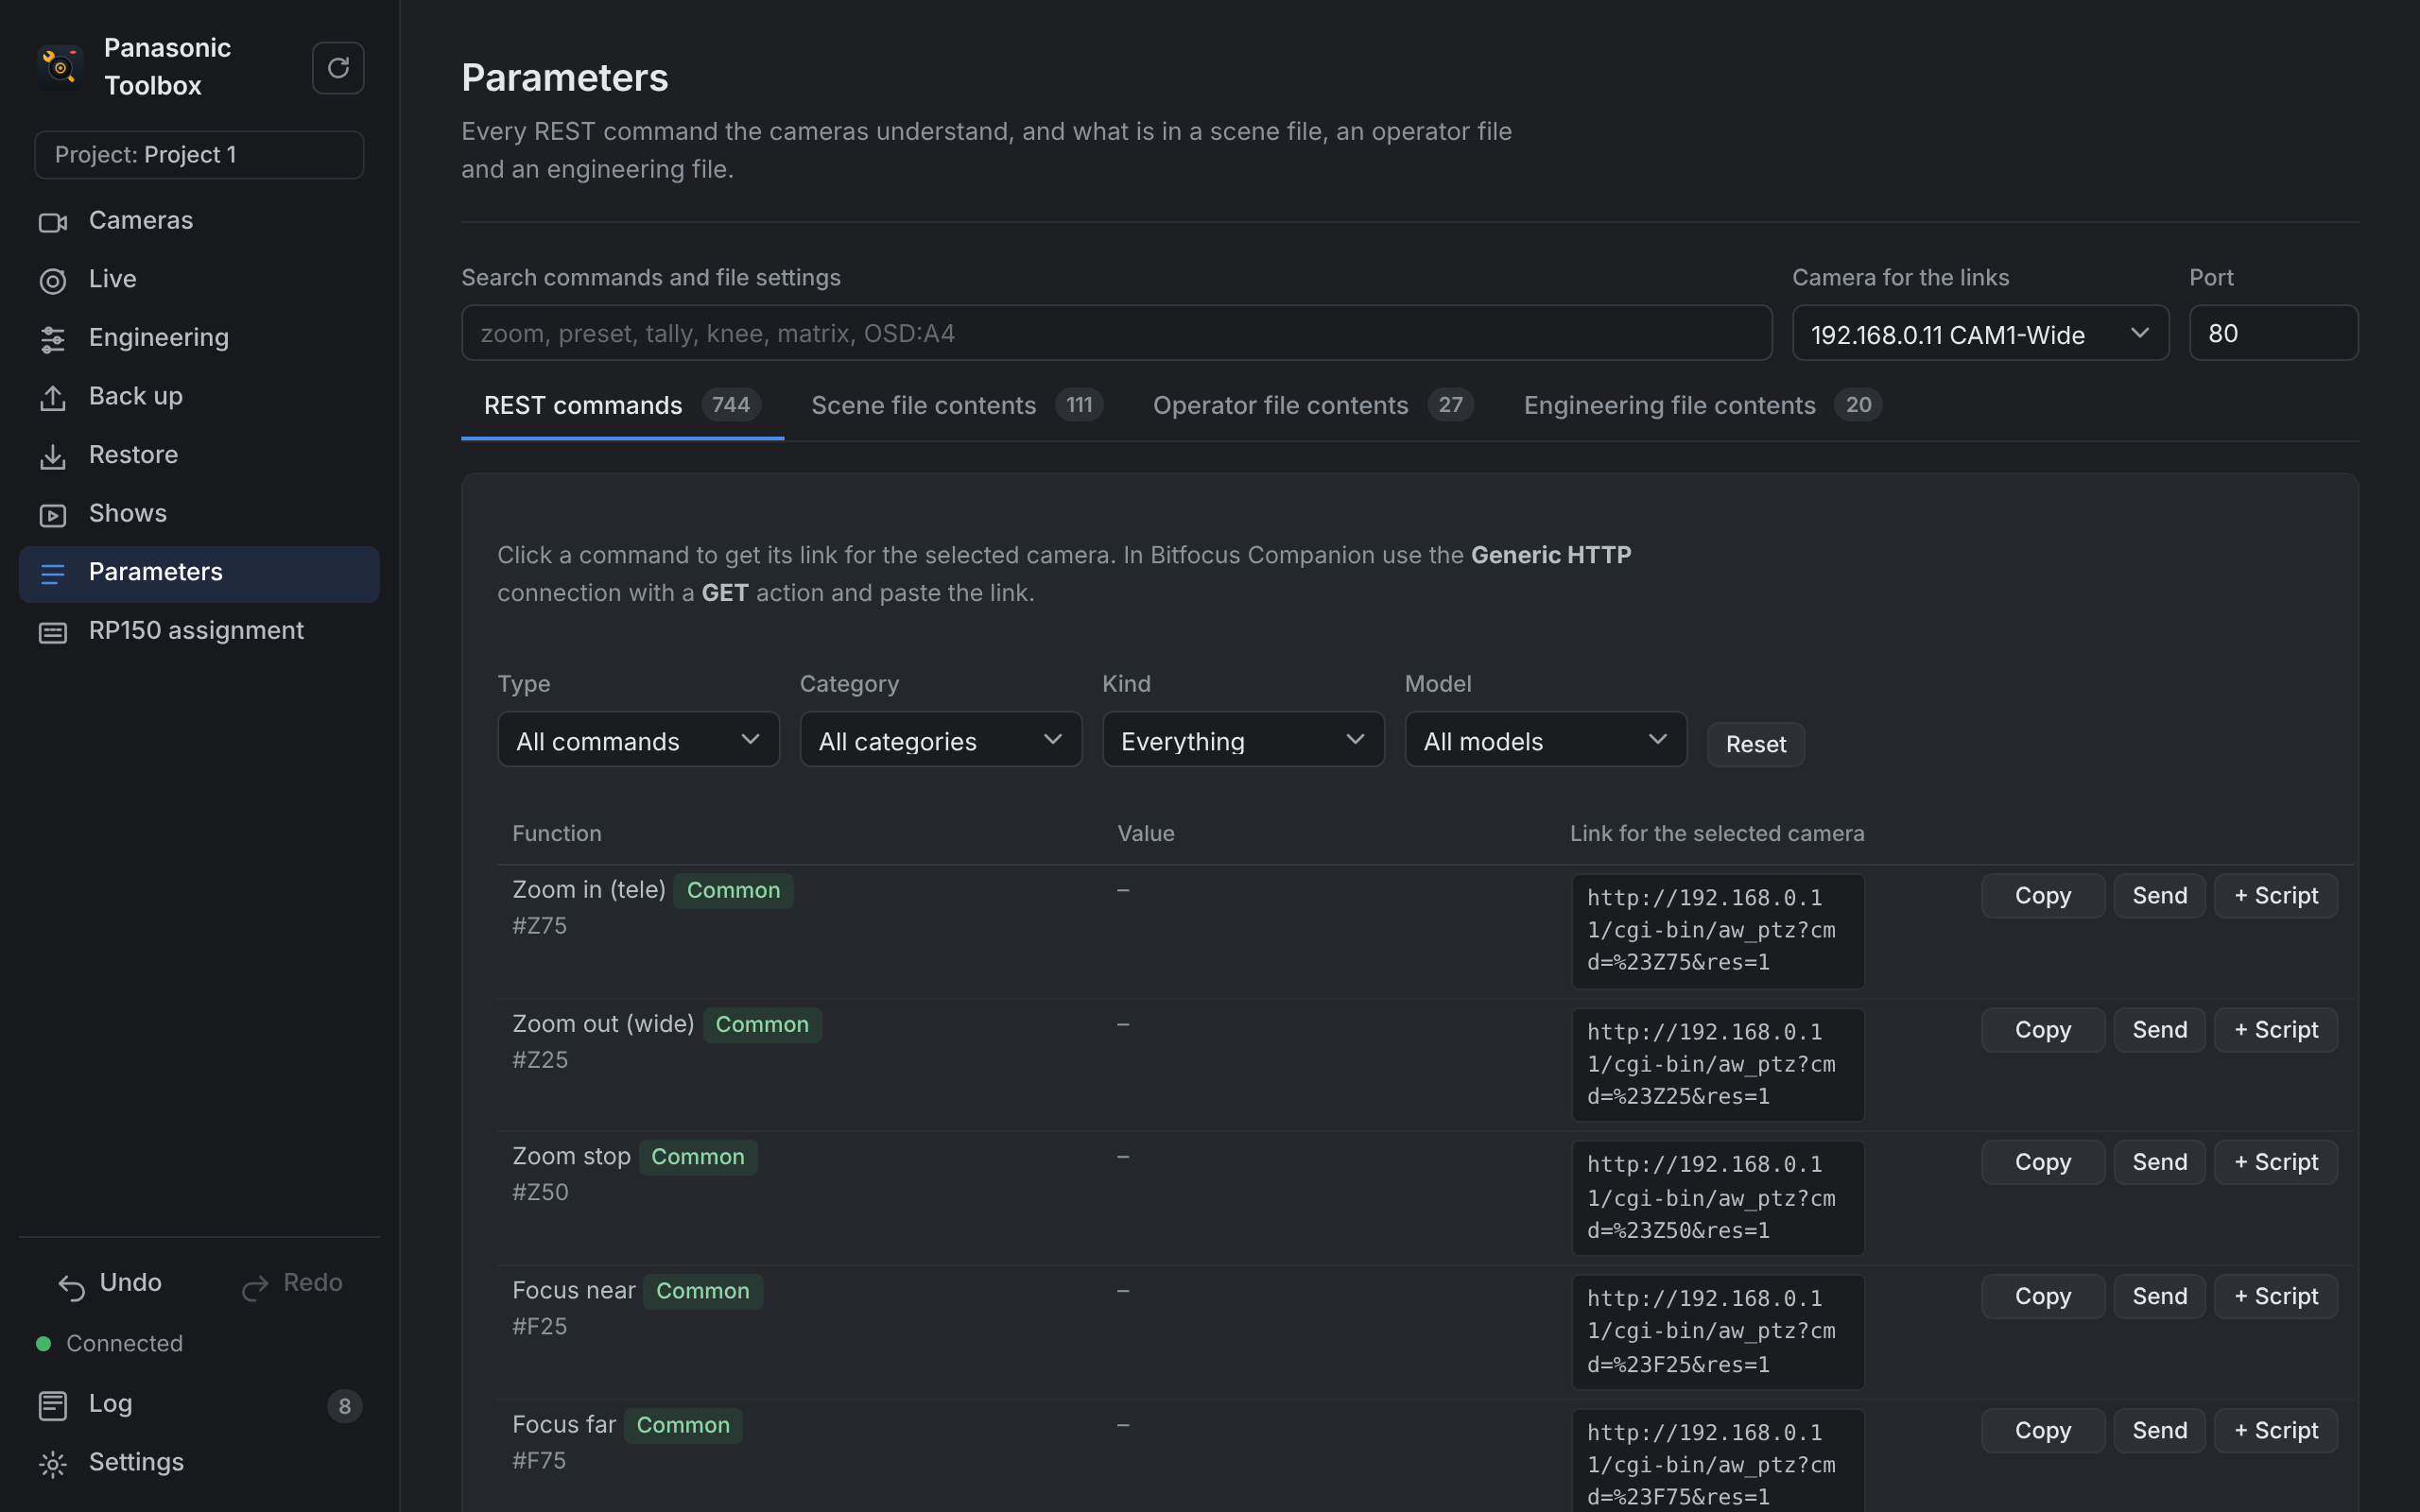 Panasonic
Toolbox
Project: Project 1
Cameras
Live
Engineering
Back up
Restore
Shows
Parameters
RP150 assignment
Undo
Redo
Connected
Log
8
Settings
Parameters
Every REST command the cameras understand, and what is in a scene file, an operator file
and an engineering file.
Search commands and file settings
Camera for the links
Port
zoom, preset, tally, knee, matrix, OSD:A4
192.168.0.11 CAM1-Wide
80
REST commands 744
Scene file contents 111
Operator file contents 27
Engineering file contents 20
Click a command to get its link for the selected camera. In Bitfocus Companion use the Generic HTTP
connection with a GET action and paste the link.
Type
Category
Kind
Model
All commands
All categories
Everything
All models
Reset
Function
Value
Link for the selected camera
Zoom in (tele) Common
#Z75
–
http://192.168.0.1
1/cgi-bin/aw_ptz?cm
d=%23Z75&res=1
Copy
Send
+ Script
Zoom out (wide) Common
#Z25
–
http://192.168.0.1
1/cgi-bin/aw_ptz?cm
d=%23Z25&res=1
Copy
Send
+ Script
Zoom stop Common
#Z50
–
http://192.168.0.1
1/cgi-bin/aw_ptz?cm
d=%23Z50&res=1
Copy
Send
+ Script
Focus near Common
#F25
–
http://192.168.0.1
1/cgi-bin/aw_ptz?cm
d=%23F25&res=1
Copy
Send
+ Script
Focus far Common
#F75
–
http://192.168.0.1
1/cgi-bin/aw_ptz?cm
d=%23F75&res=1
Copy
Send
+ Script